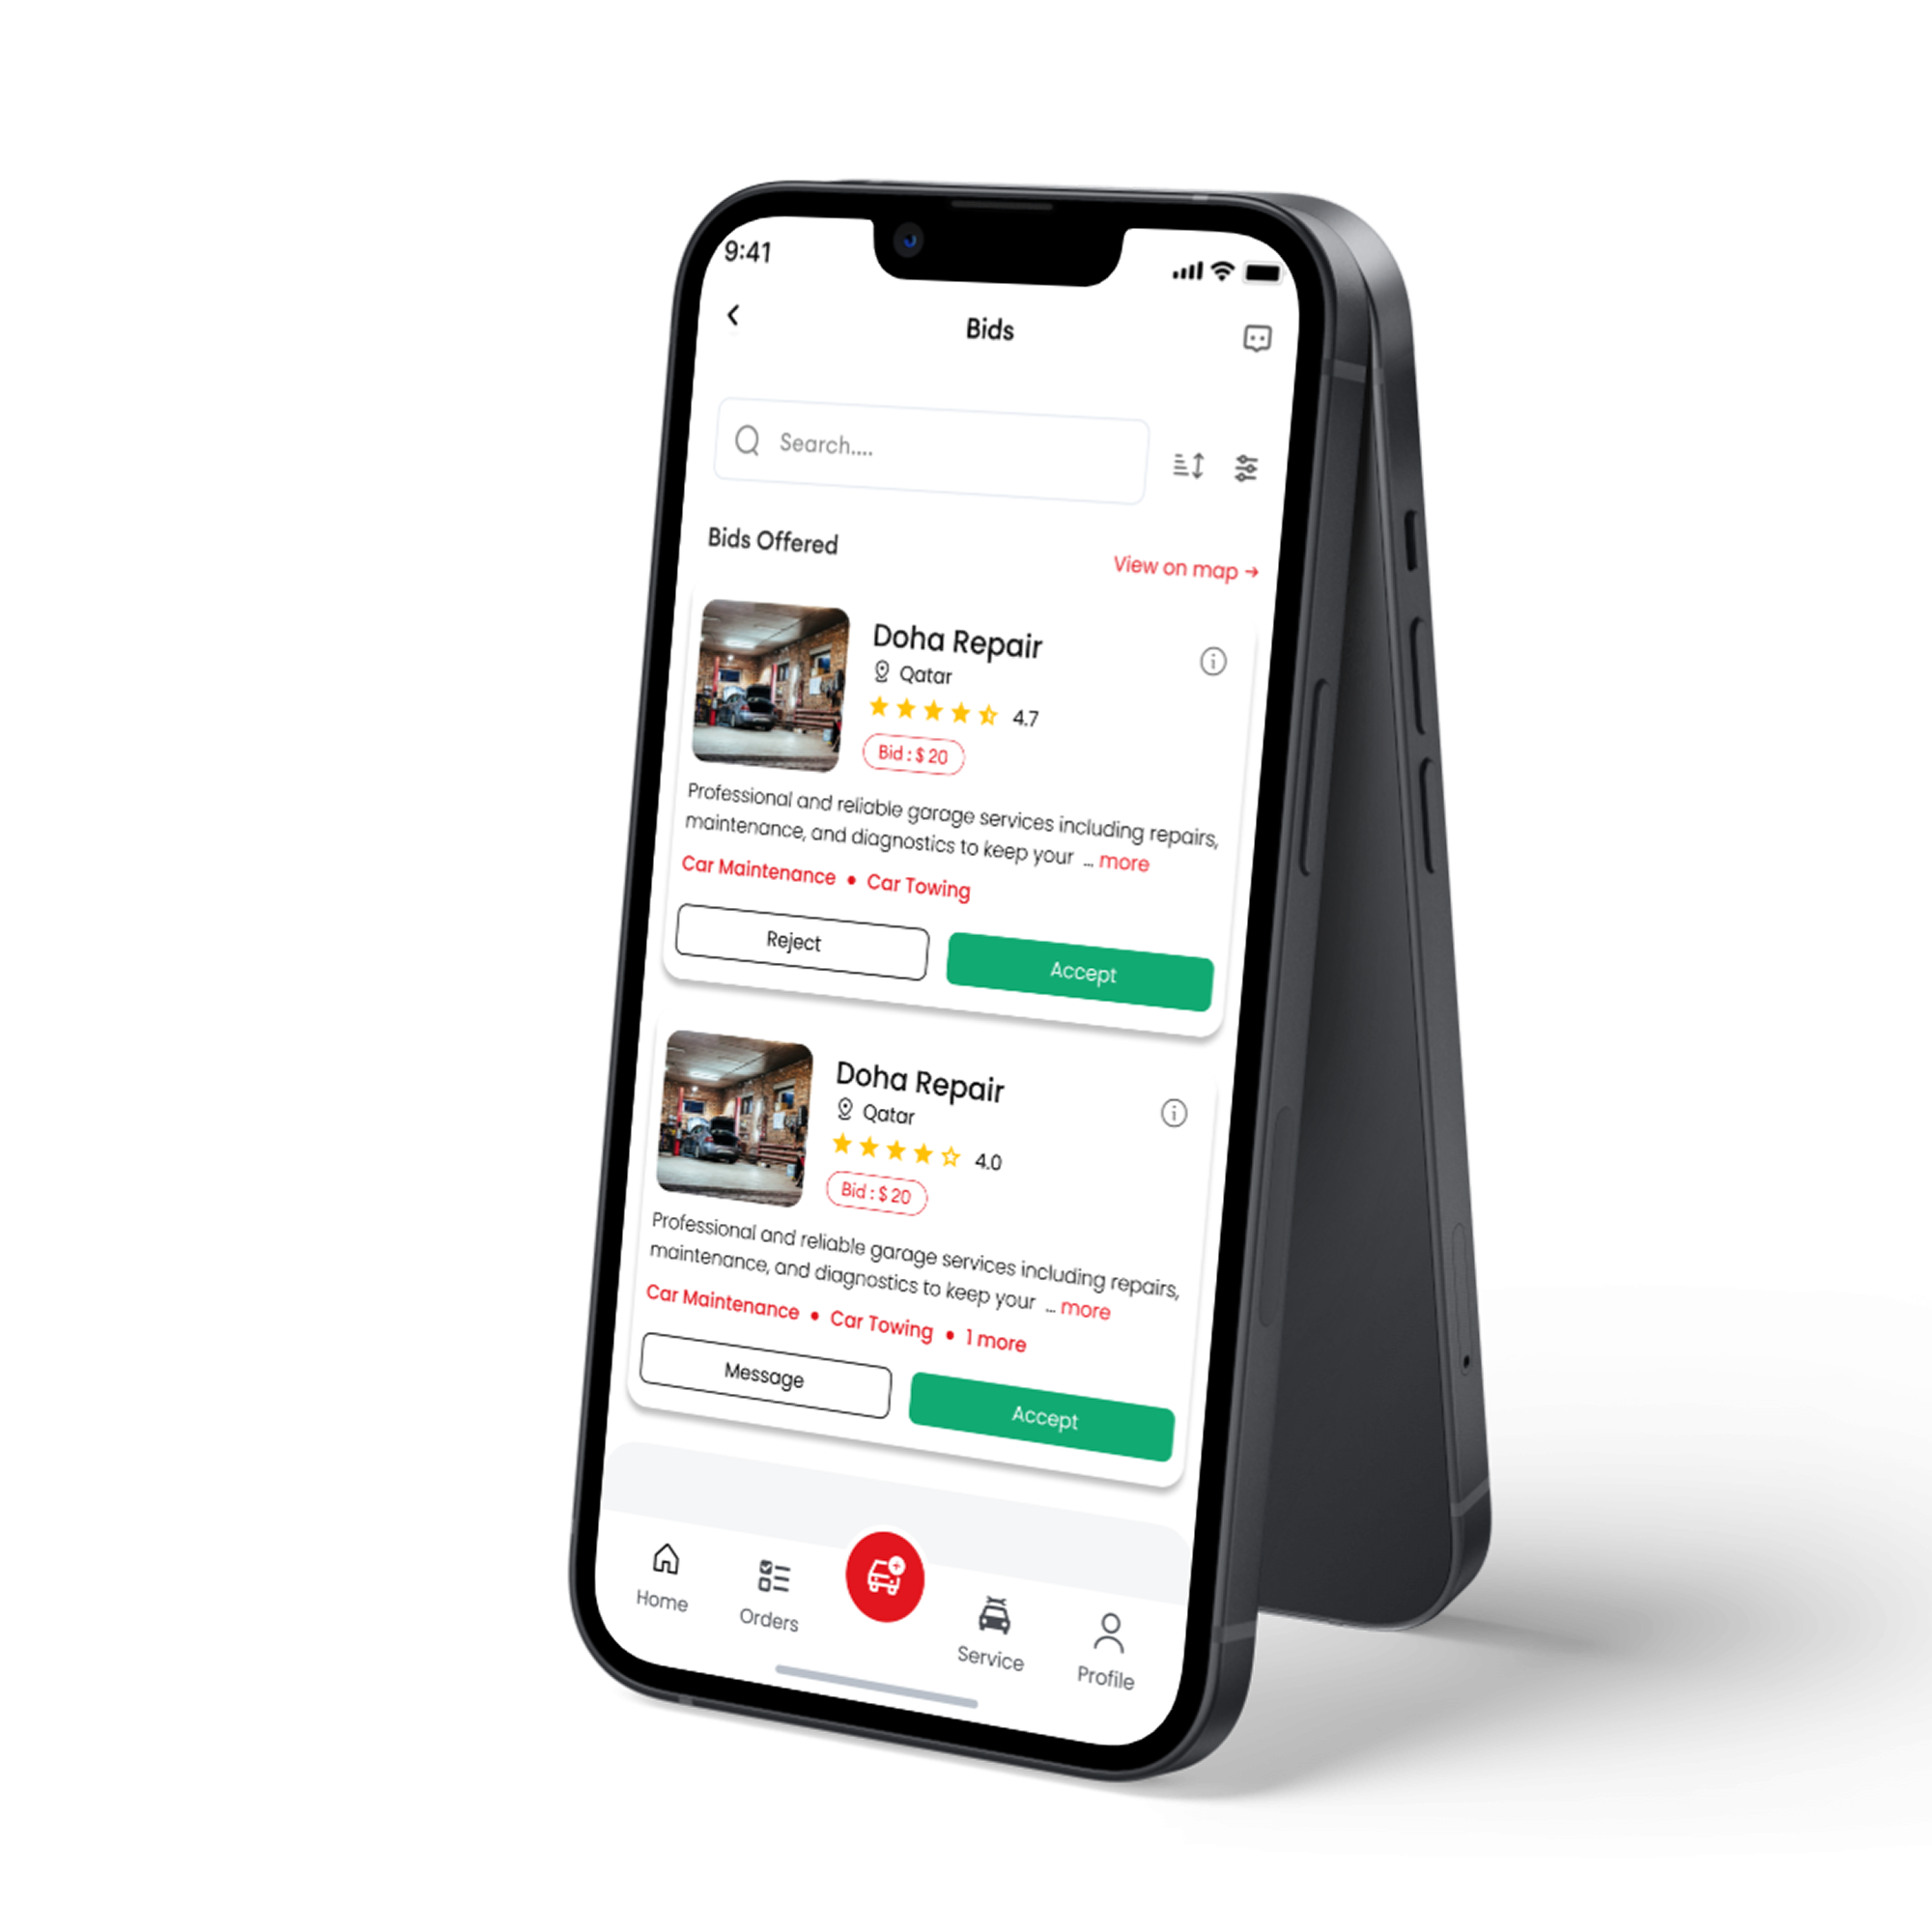 9:41
Bids
Search....
Bids Offered
View on map →
Doha Repair
Qatar
4.7
Bid : $ 20
Professional and reliable garage services including repairs,
maintenance, and diagnostics to keep your ... more
Car Maintenance • Car Towing
Reject
Accept
Doha Repair
Qatar
4.0
Bid : $ 20
Professional and reliable garage services including repairs,
maintenance, and diagnostics to keep your ... more
Car Maintenance • Car Towing • 1 more
Message
Accept
Home
Orders
Service
Profile